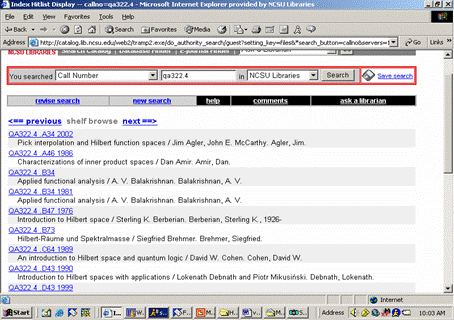 Index Hitlist Display -- callno=qa322.4 - Microsoft Internet Explorer provided by NCSU Libraries
File Edit View Favorites Tools Help
Back Search Favorites History
Address http://catalog.lib.ncsu.edu/web2/tramp2.exe/do_authority_search/guest?setting_key=files&search_button=callno&servers=1 Go Links
You searched Call Number qa322.4 in NCSU Libraries Search Save search
revise search new search help comments ask a librarian
<== previous shelf browse next ==>
QA322.4 .A34 2002
Pick interpolation and Hilbert function spaces / Jim Agler, John E. McCarthy. Agler, Jim.
QA322.4 .A46 1986
Characterizations of inner product spaces / Dan Amir. Amir, Dan.
QA322.4 .B34
Applied functional analysis / A. V. Balakrishnan. Balakrishnan, A. V.
QA322.4 .B34 1981
Applied functional analysis / A. V. Balakrishnan. Balakrishnan, A. V.
QA322.4 .B47 1976
Introduction to Hilbert space / Sterling K. Berberian. Berberian, Sterling K., 1926-
QA322.4 .B73
Hilbert-Räume und Spektralmasse / Siegfried Brehmer. Brehmer, Siegfried.
QA322.4 .C64 1989
An introduction to Hilbert space and quantum logic / David W. Cohen. Cohen, David W.
QA322.4 .D43 1990
Introduction to Hilbert spaces with applications / Lokenath Debnath and Piotr Mikusiński. Debnath, Lokenath.
QA322.4 .D43 1999
Internet
Start Address 10:03 AM